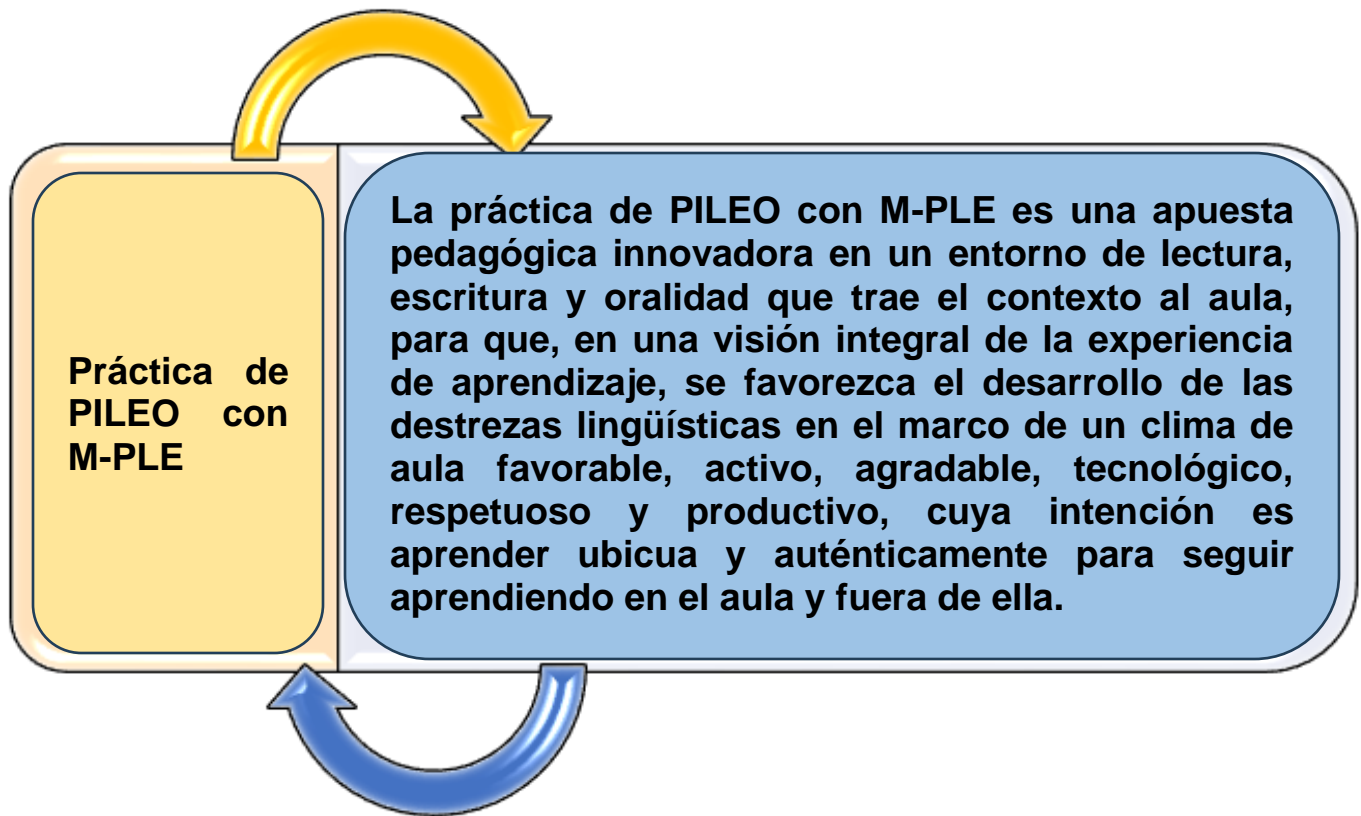 Práctica de
PILEO con
M-PLE
La práctica de PILEO con M-PLE es una apuesta
pedagógica innovadora en un entorno de lectura,
escritura y oralidad que trae el contexto al aula,
para que, en una visión integral de la experiencia
de aprendizaje, se favorezca el desarrollo de las
destrezas lingüísticas en el marco de un clima de
aula favorable, activo, agradable, tecnológico,
respetuoso y productivo, cuya intención es
aprender ubicua y auténticamente para seguir
aprendiendo en el aula y fuera de ella.